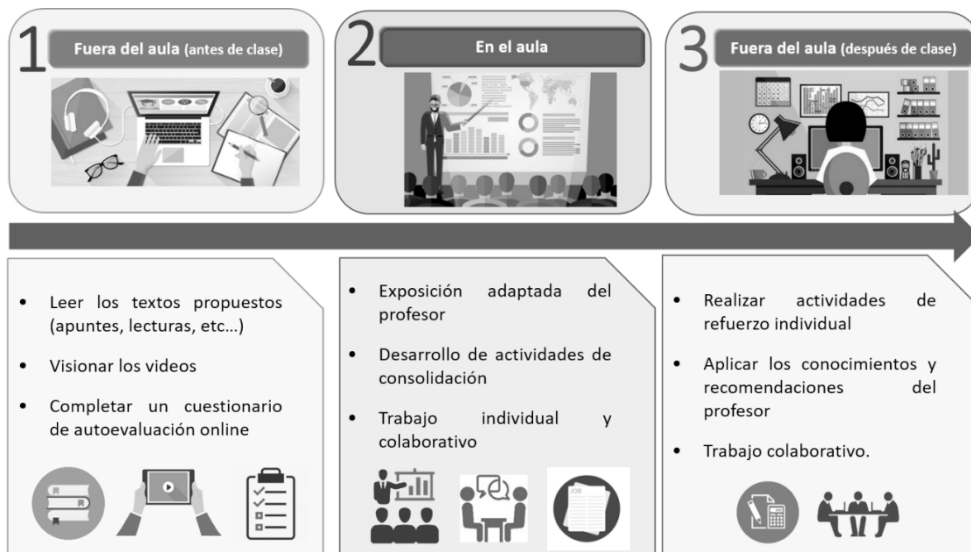 1
Fuera del aula (antes de clase)
2
En el aula
3
Fuera del aula (después de clase)
• Leer los textos propuestos
(apuntes, lecturas, etc...)
• Visionar los videos
• Completar un cuestionario
de autoevaluación online
• Exposición adaptada del
profesor
• Desarrollo de actividades de
consolidación
• Trabajo individual y
colaborativo
• Realizar actividades de
refuerzo individual
• Aplicar los conocimientos y
recomendaciones del
profesor
• Trabajo colaborativo.
JOB